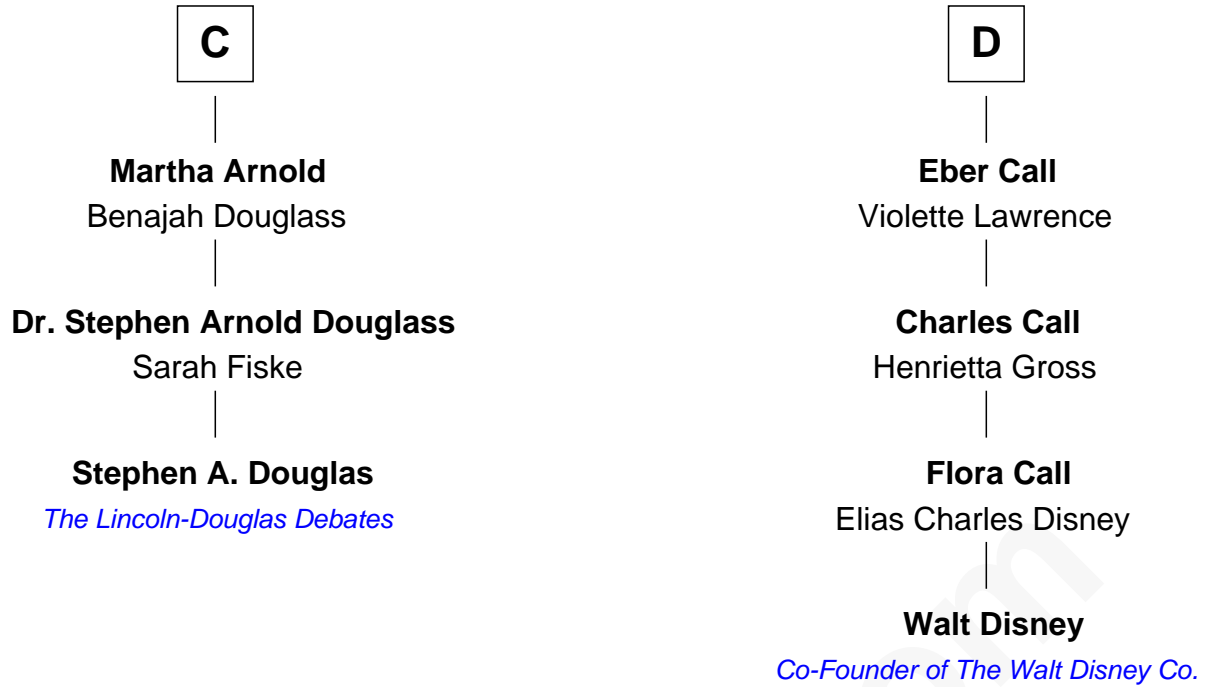 C
Martha Arnold
Benajah Douglass
Dr. Stephen Arnold Douglass
Sarah Fiske
Stephen A. Douglas
The Lincoln-Douglas Debates
D
Eber Call
Violette Lawrence
Charles Call
Henrietta Gross
Flora Call
Elias Charles Disney
Walt Disney
Co-Founder of The Walt Disney Co.